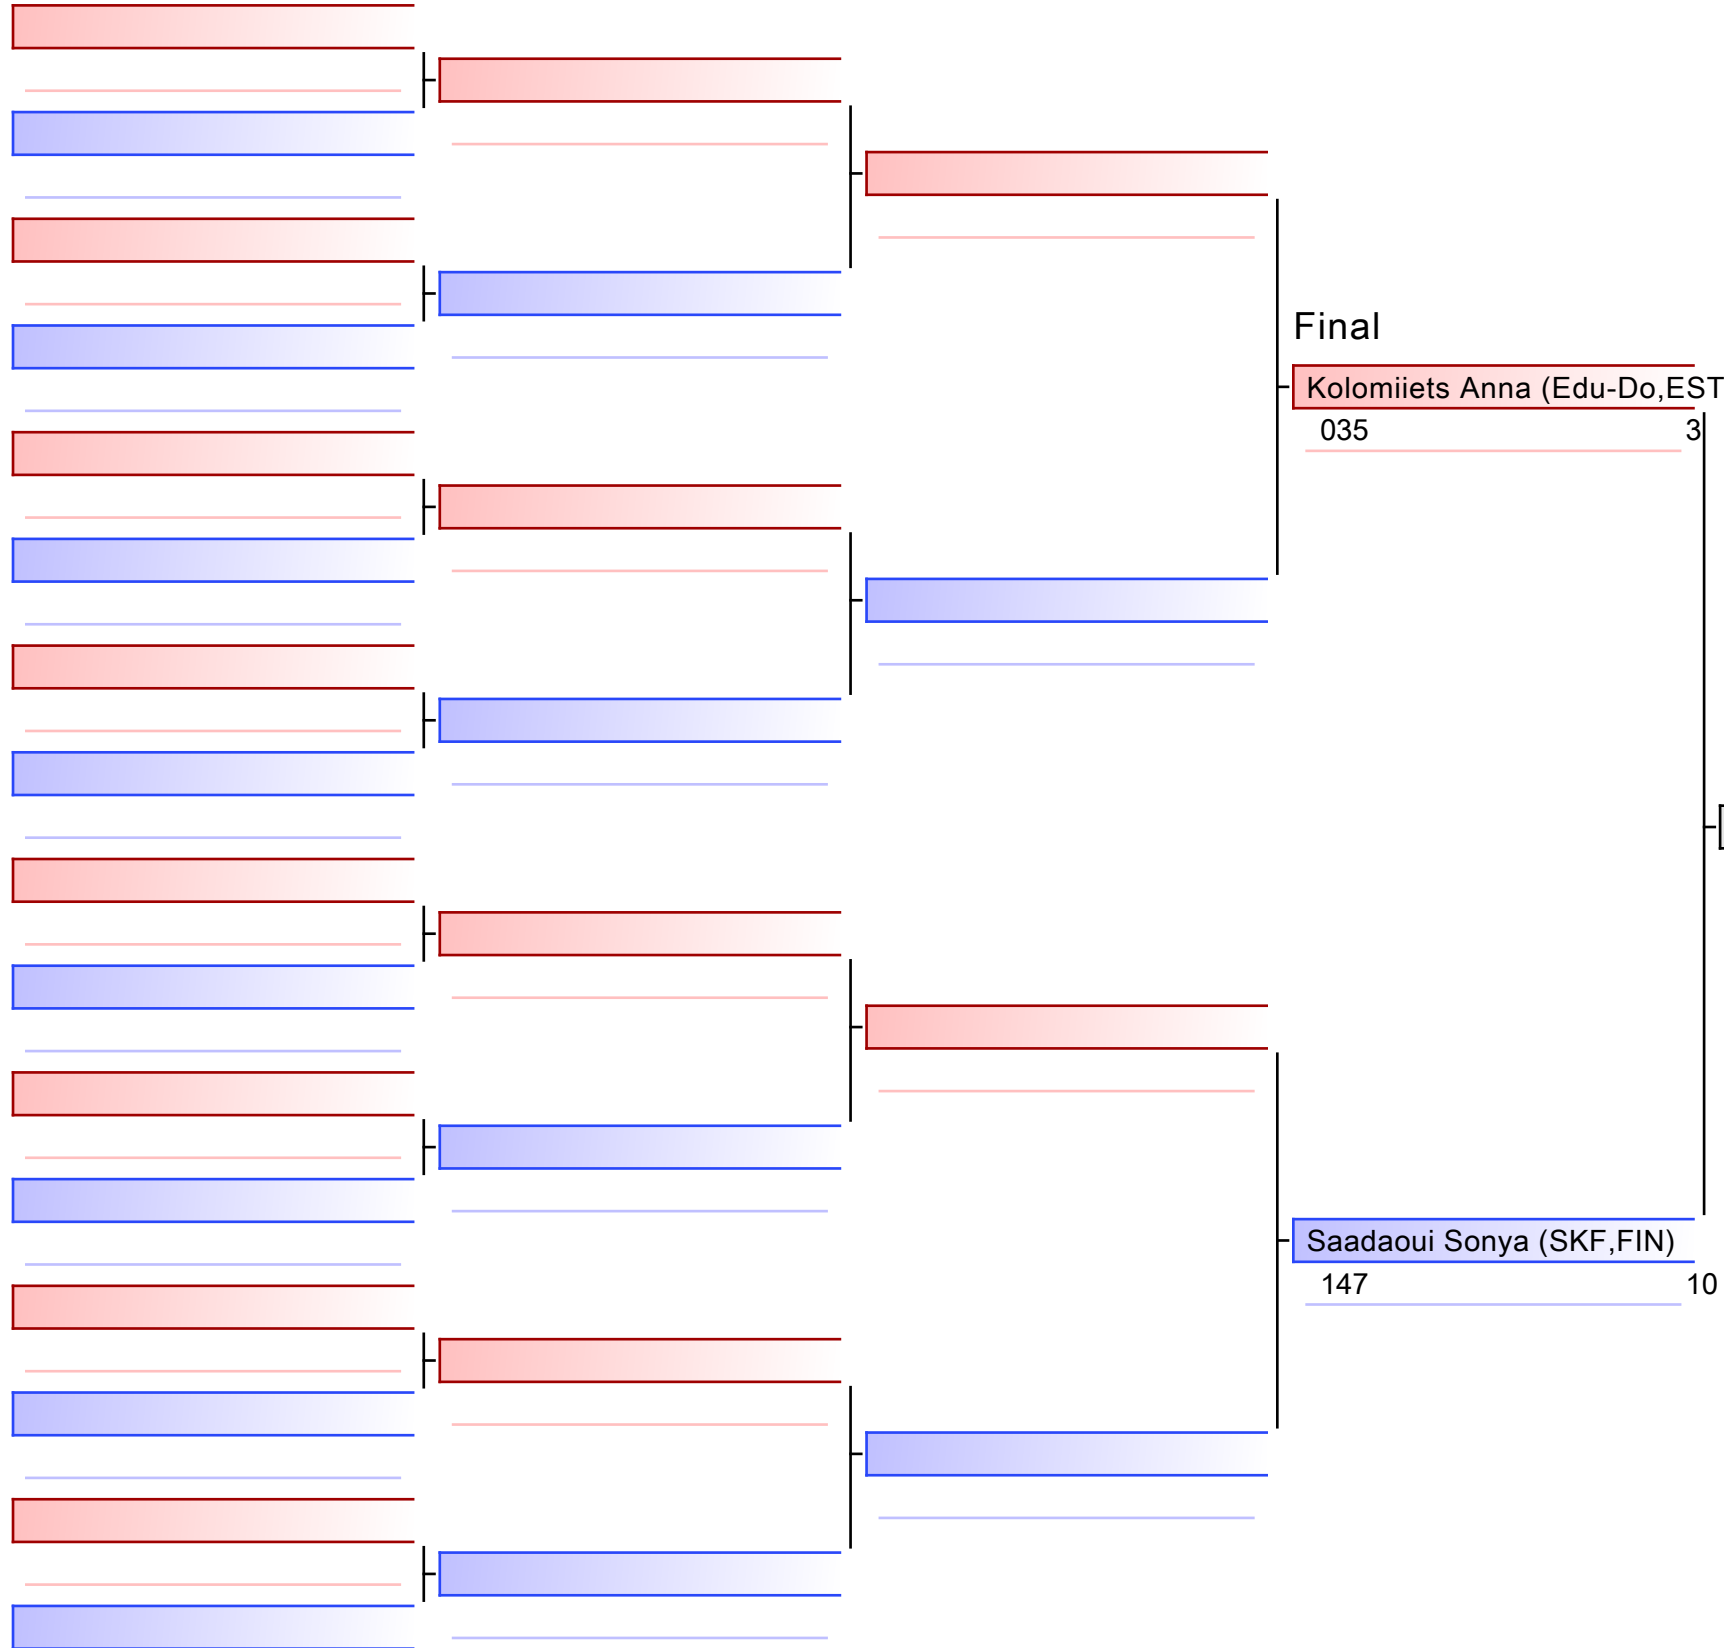 Final
Kolomiiets Anna (Edu-Do,EST
035 3
Saadaoui Sonya (SKF,FIN)
147 10